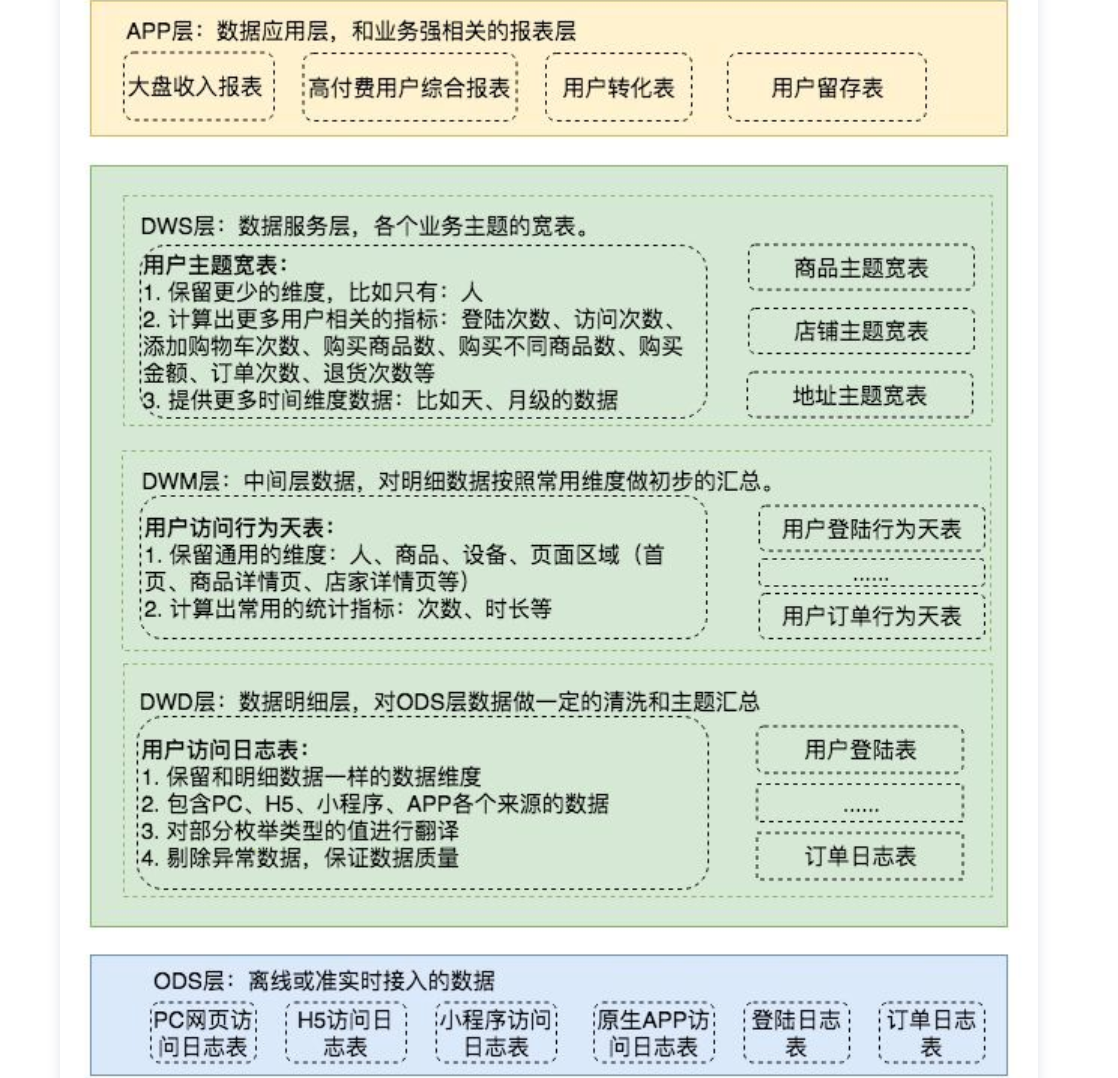 APP层：数据应用层，和业务强相关的报表层
大盘收入报表
高付费用户综合报表
用户转化表
用户留存表
DWS层：数据服务层，各个业务主题的宽表。
用户主题宽表：
1. 保留更少的维度，比如只有：人
2. 计算出更多用户相关的指标：登陆次数、访问次数、
添加购物车次数、购买商品数、购买不同商品数、购买
金额、订单次数、退货次数等
3. 提供更多时间维度数据：比如天、月级的数据
商品主题宽表
店铺主题宽表
地址主题宽表
DWM层：中间层数据，对明细数据按照常用维度做初步的汇总。
用户访问行为天表：
1. 保留通用的维度：人、商品、设备、页面区域（首
页、商品详情页、店家详情页等）
2. 计算出常用的统计指标：次数、时长等
用户登陆行为天表
......
用户订单行为天表
DWD层：数据明细层，对ODS层数据做一定的清洗和主题汇总
用户访问日志表：
1. 保留和明细数据一样的数据维度
2. 包含PC、H5、小程序、APP各个来源的数据
3. 对部分枚举类型的值进行翻译
4. 剔除异常数据，保证数据质量
用户登陆表
......
订单日志表
ODS层：离线或准实时接入的数据
PC网页访
问日志表
H5访问日
志表
小程序访问
日志表
原生APP访
问日志表
登陆日志
表
订单日志
表